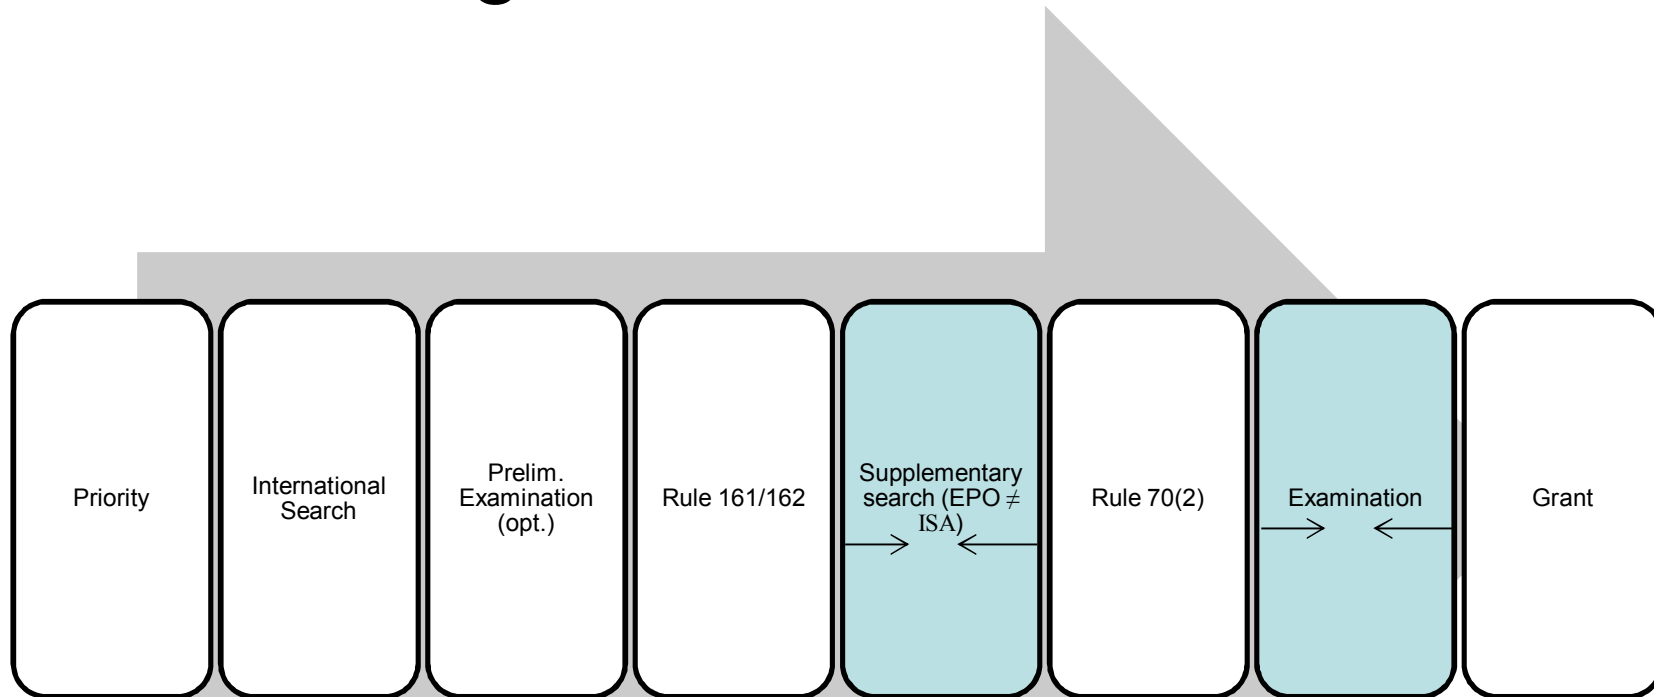 Priority
International
Search
Prelim.
Examination
(opt.)
Rule 161/162
Supplementary
search (EPO ≠
ISA)
Rule 70(2)
Examination
Grant